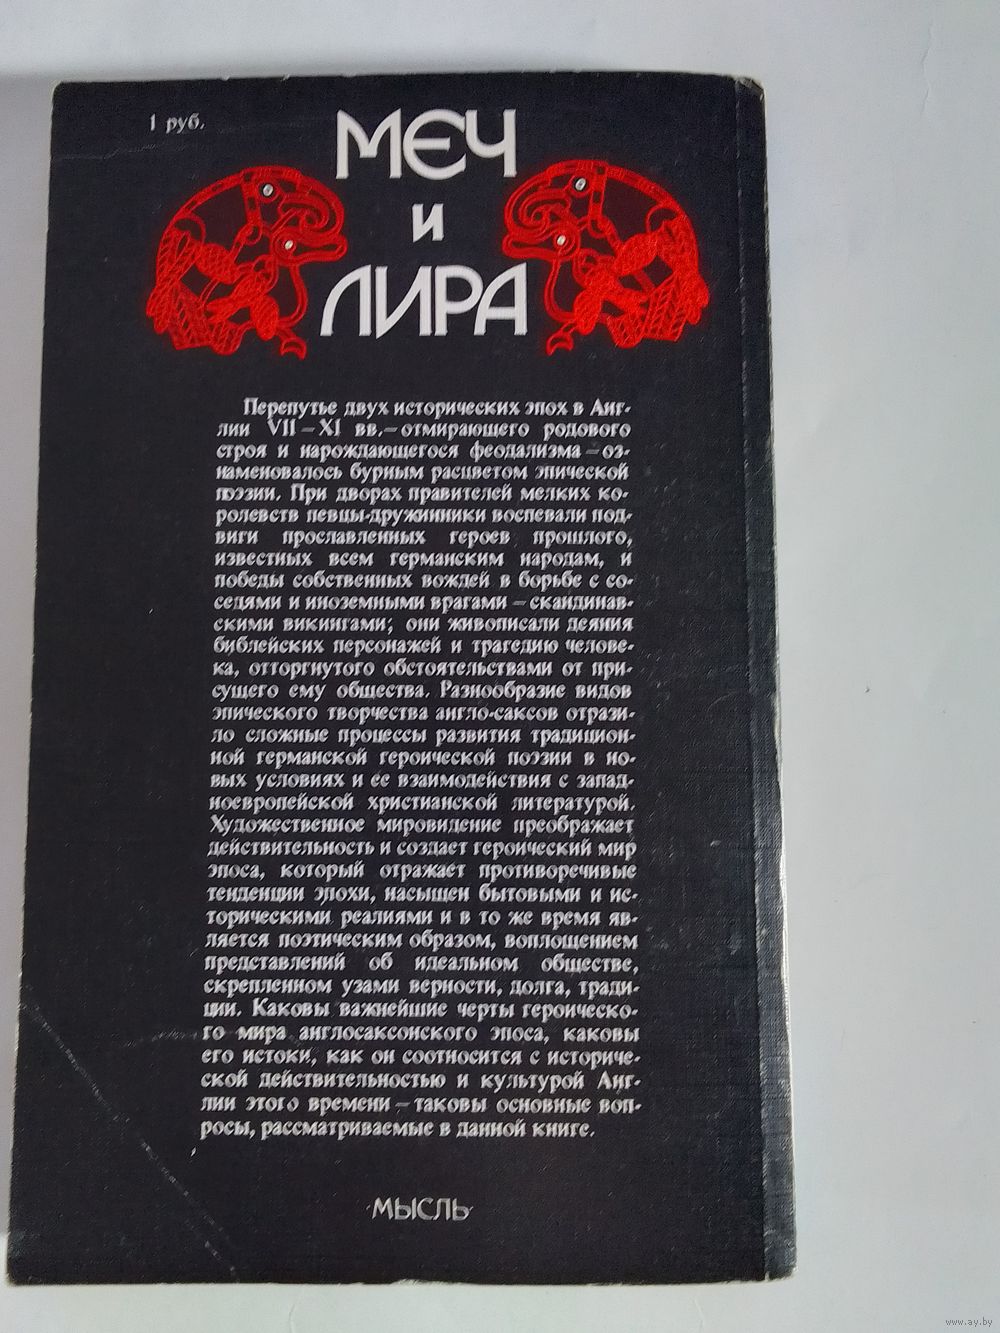 1 руб.
МЕЧ
и
ЛИРА
Перепутье двух исторических эпох в Анг-
лии VII – XI вв. – отмирающего родового
строя и нарождающегося феодализма – оз-
наменовалось бурным расцветом эпической
поэзии. При дворах правителей мелких ко-
ролевств певцы-дружинники воспевали под-
виги прославленных героев прошлого,
известных всем германским народам, и
победы собственных вождей в борьбе с со-
седями и иноземными врагами – скандинав-
скими викингами; они живописали деяния
библейских персонажей и трагедию челове-
ка, отторгнутого обстоятельствами от при-
сущего ему общества. Разнообразие видов
эпического творчества англо-саксов отрази-
ло сложные процессы развития традицион-
ной германской героической поэзии в но-
вых условиях и ее взаимодействия с запад-
ноевропейской христианской литературой.
Художественное мировидение преображает
действительность и создает героический мир
эпоса, который отражает противоречивые
тенденции эпохи, насыщен бытовыми и ис-
торическими реалиями и в то же время яв-
ляется поэтическим образом, воплощением
представлений об идеальном обществе,
скрепленном узами верности, долга, тради-
ции. Каковы важнейшие черты героическо-
го мира англосаксонского эпоса, каковы
его истоки, как он соотносится с историче-
ской действительностью и культурой Анг-
лии этого времени – таковы основные воп-
росы, рассматриваемые в данной книге.
МЫСЛЬ
www.ay.by